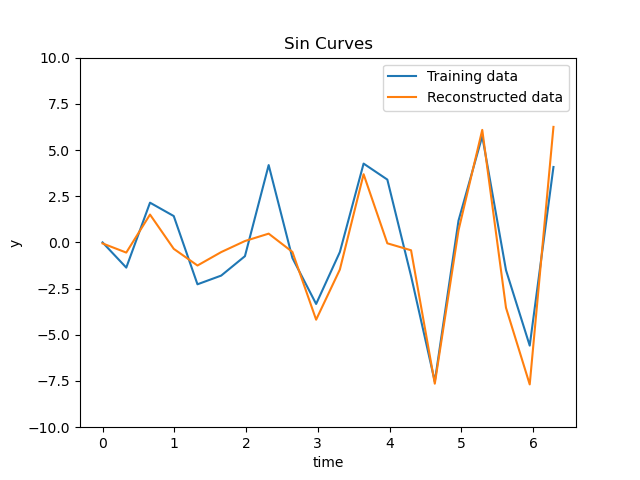 Sin Curves
Training data
Reconstructed data
10.0
7.5
5.0
2.5
0.0
−2.5
−5.0
−7.5
−10.0
y
0 1 2 3 4 5 6
time